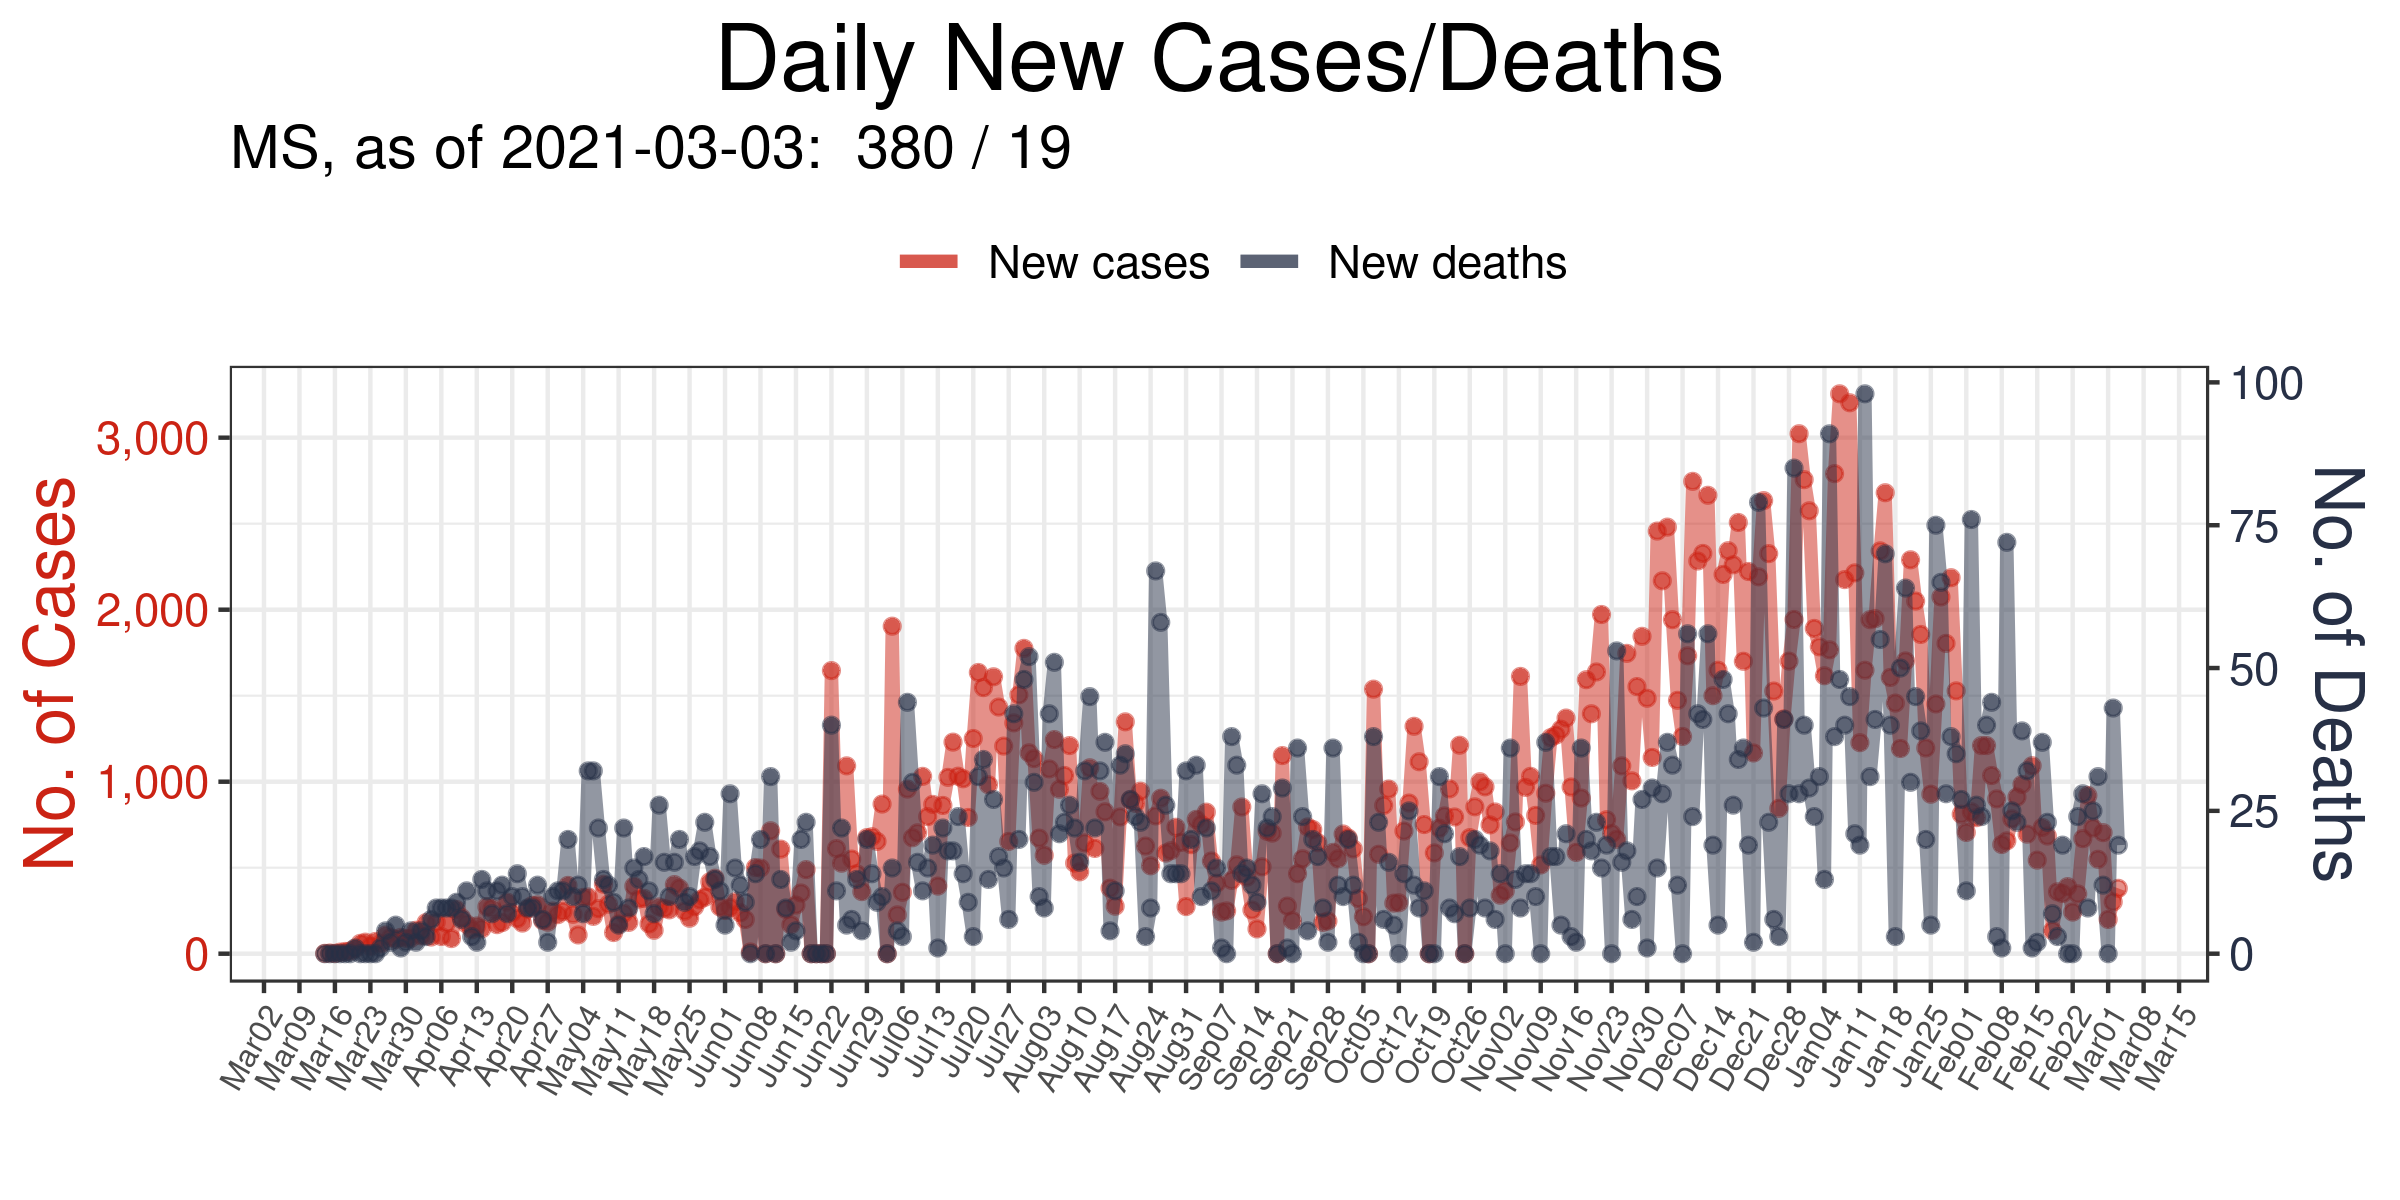 Daily New Cases/Deaths
MS, as of 2021-03-03:  380 / 19
New cases
New deaths
No. of Cases
3,000
2,000
1,000
0
100
75
50
25
0
No. of Deaths
Mar02
Mar09
Mar16
Mar23
Mar30
Apr06
Apr13
Apr20
Apr27
May04
May11
May18
May25
Jun01
Jun08
Jun15
Jun22
Jun29
Jul06
Jul13
Jul20
Jul27
Aug03
Aug10
Aug17
Aug24
Aug31
Sep07
Sep14
Sep21
Sep28
Oct05
Oct12
Oct19
Oct26
Nov02
Nov09
Nov16
Nov23
Nov30
Dec07
Dec14
Dec21
Dec28
Jan04
Jan11
Jan18
Jan25
Feb01
Feb08
Feb15
Feb22
Mar01
Mar08
Mar15